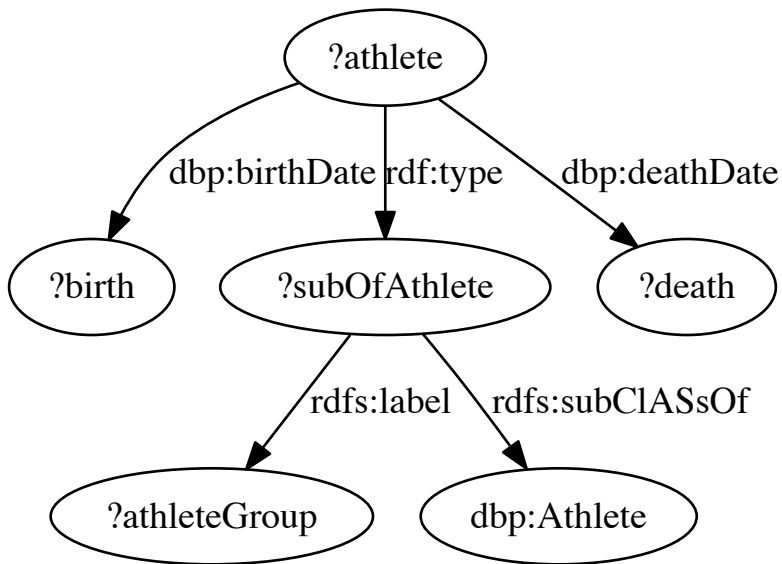 ?athlete
dbp:birthDate
rdf:type
dbp:deathDate
?birth
?subOfAthlete
?death
rdfs:label
rdfs:subClASsOf
?athleteGroup
dbp:Athlete